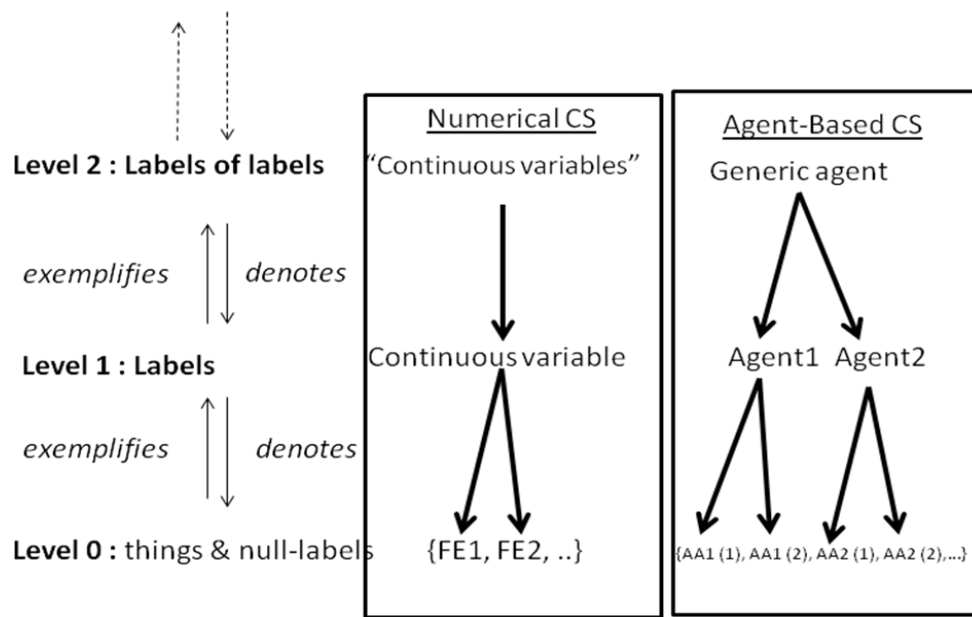 Numerical CS
Agent-Based CS
Level 2 : Labels of labels
“Continuous variables”
Generic agent
exemplifies
denotes
Level 1 : Labels
Continuous variable
Agent1
Agent2
exemplifies
denotes
Level 0 : things & null-labels
{FE1, FE2, ..}
{AA1 (1), AA1 (2), AA2 (1), AA2 (2),...}